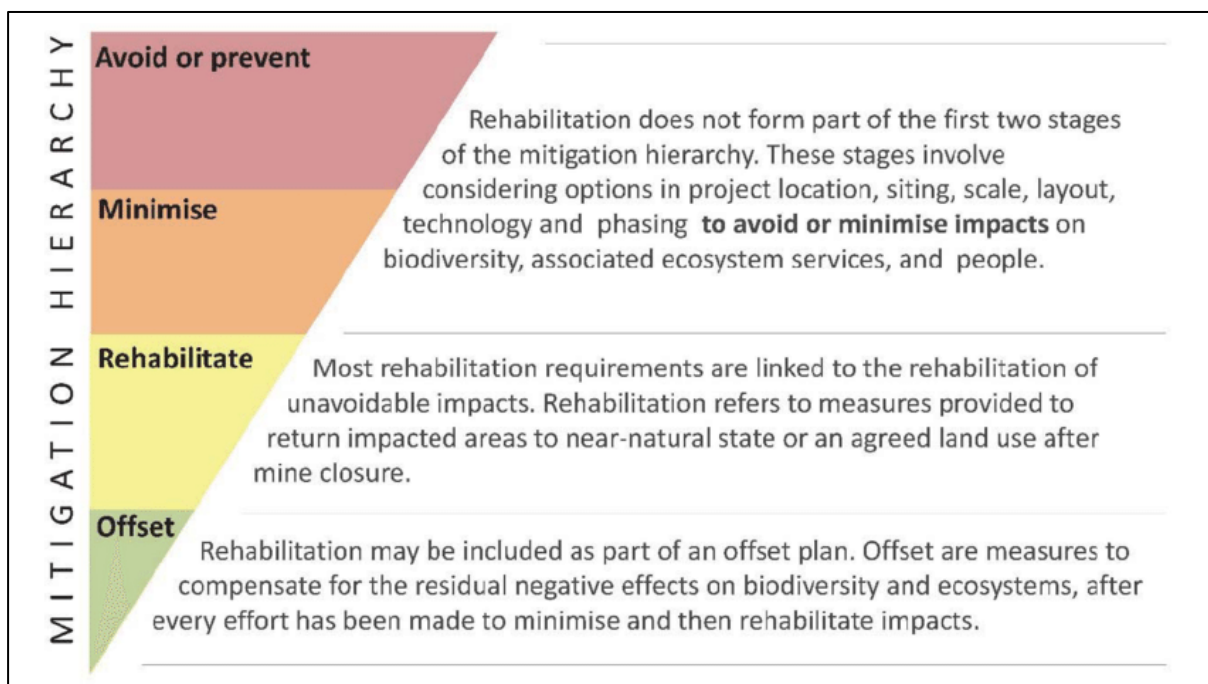 MITIGATION HIERARCHY
Avoid or prevent
Rehabilitation does not form part of the first two stages
of the mitigation hierarchy. These stages involve
considering options in project location, siting, scale, layout,
technology and phasing to avoid or minimise impacts on
biodiversity, associated ecosystem services, and people.
Minimise
Rehabilitate
Most rehabilitation requirements are linked to the rehabilitation of
unavoidable impacts. Rehabilitation refers to measures provided to
return impacted areas to near-natural state or an agreed land use after
mine closure.
Offset
Rehabilitation may be included as part of an offset plan. Offset are measures to
compensate for the residual negative effects on biodiversity and ecosystems, after
every effort has been made to minimise and then rehabilitate impacts.